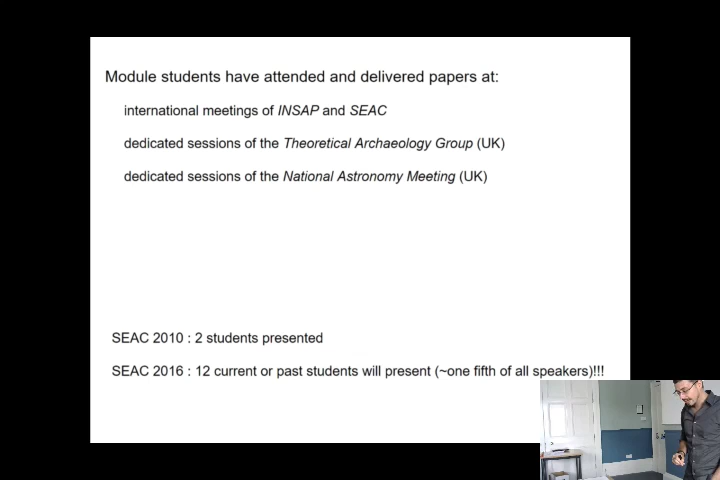 Module students have attended and delivered papers at:
international meetings of INSAP and SEAC
dedicated sessions of the Theoretical Archaeology Group (UK)
dedicated sessions of the National Astronomy Meeting (UK)
SEAC 2010 : 2 students presented
SEAC 2016 : 12 current or past students will present (~one fifth of all speakers)!!!